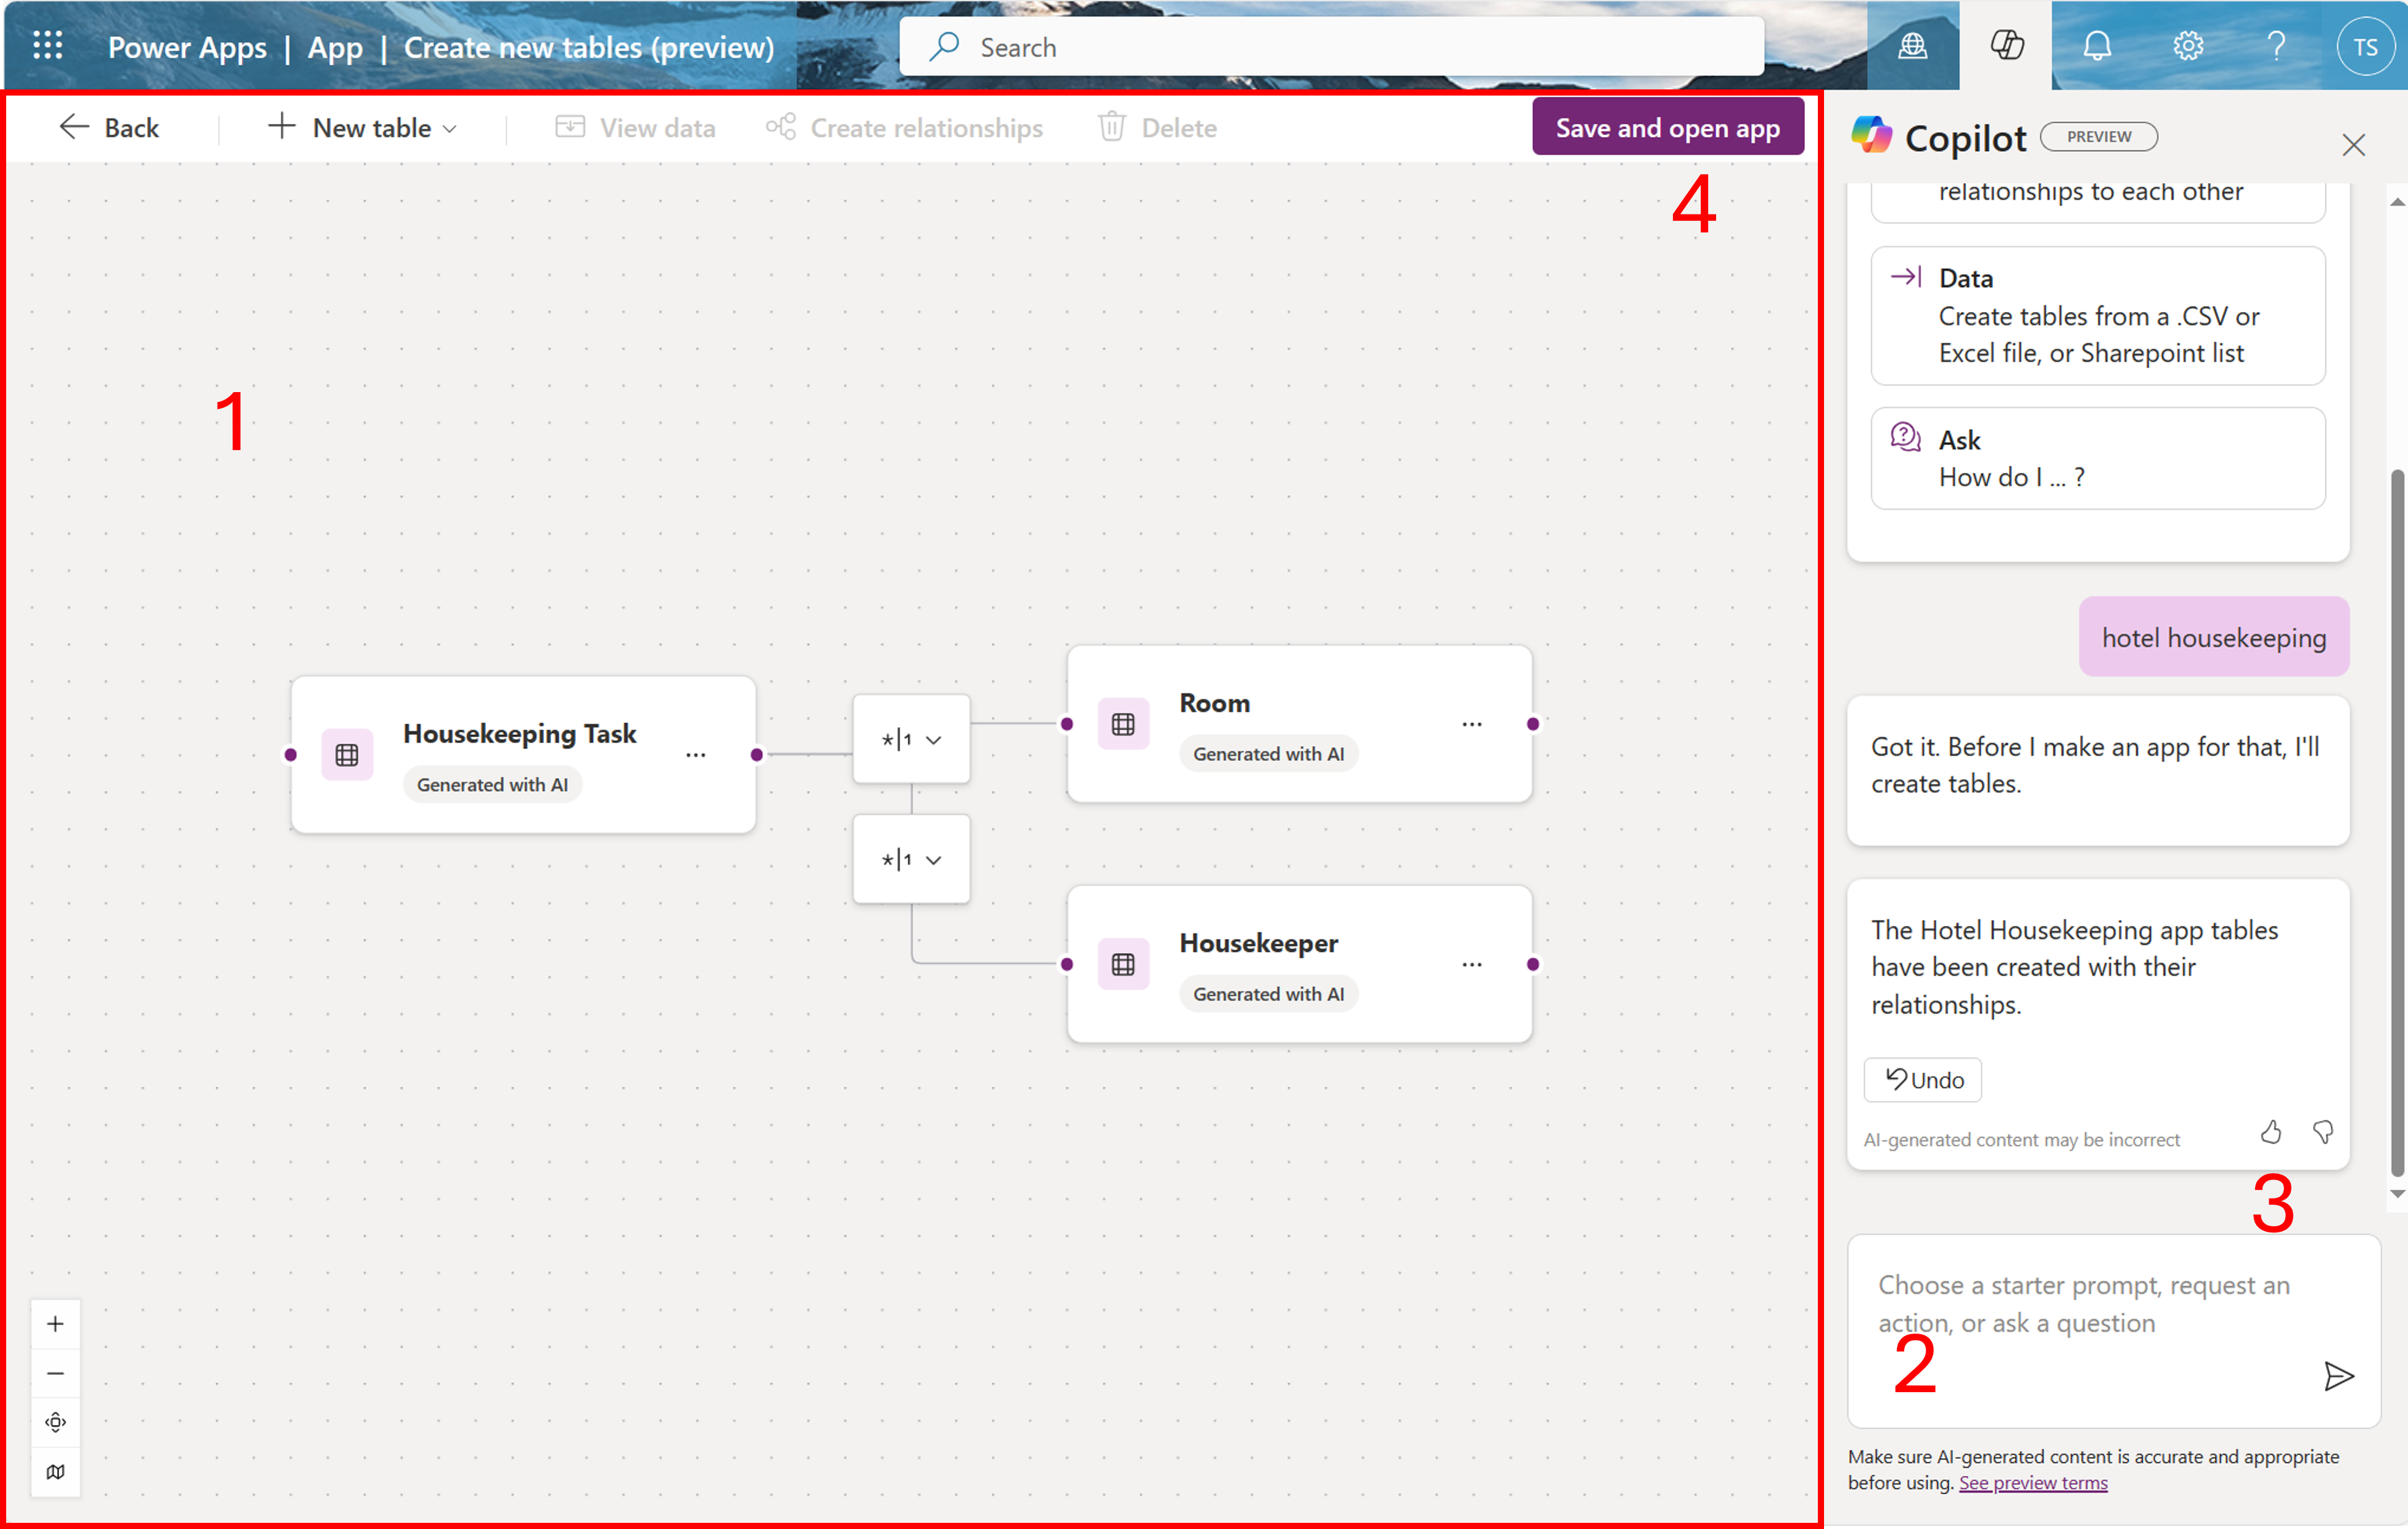 Power Apps | App | Create new tables (preview)
Search
TS
Back
New table
View data
Create relationships
Delete
Save and open app
4
1
Housekeeping Task
Generated with AI
*|1
*|1
Room
Generated with AI
Housekeeper
Generated with AI
Copilot
PREVIEW
relationships to each other
Data
Create tables from a .CSV or
Excel file, or Sharepoint list
Ask
How do I ... ?
hotel housekeeping
Got it. Before I make an app for that, I'll
create tables.
The Hotel Housekeeping app tables
have been created with their
relationships.
Undo
AI-generated content may be incorrect
3
Choose a starter prompt, request an
action, or ask a question
2
Make sure AI-generated content is accurate and appropriate
before using. See preview terms